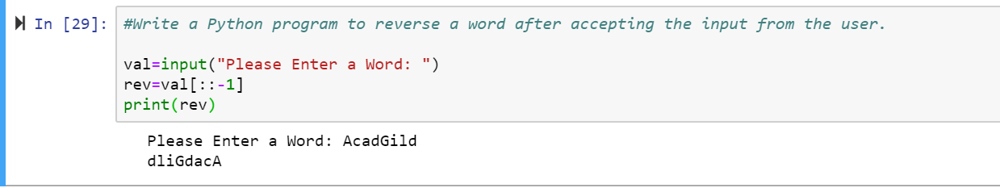 In [29]: #Write a Python program to reverse a word after accepting the input from the user.
val=input("Please Enter a Word: ")
rev=val[::-1]
print(rev)
Please Enter a Word: AcadGild
dliGdacA